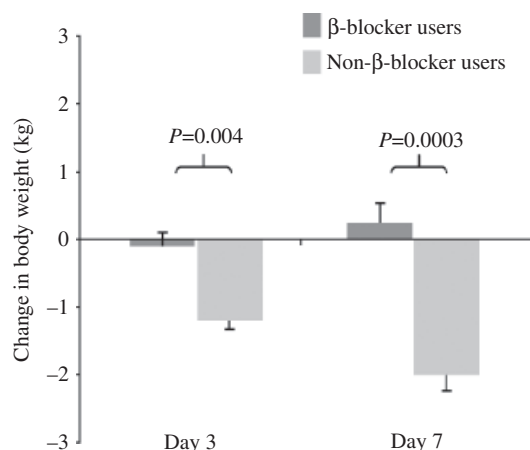 β-blocker users
Non-β-blocker users
Change in body weight (kg)
3
2
1
0
−1
−2
−3
P=0.004
P=0.0003
Day 3
Day 7